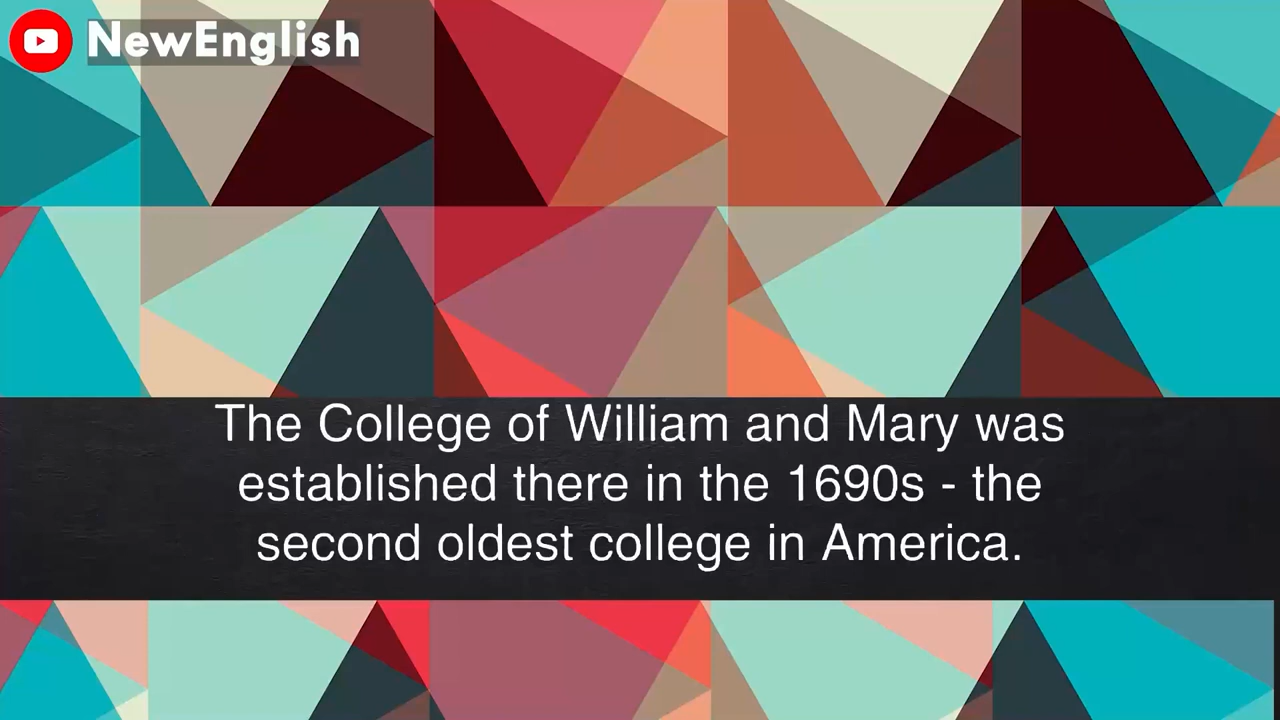 NewEnglish
The College of William and Mary was
established there in the 1690s - the
second oldest college in America.